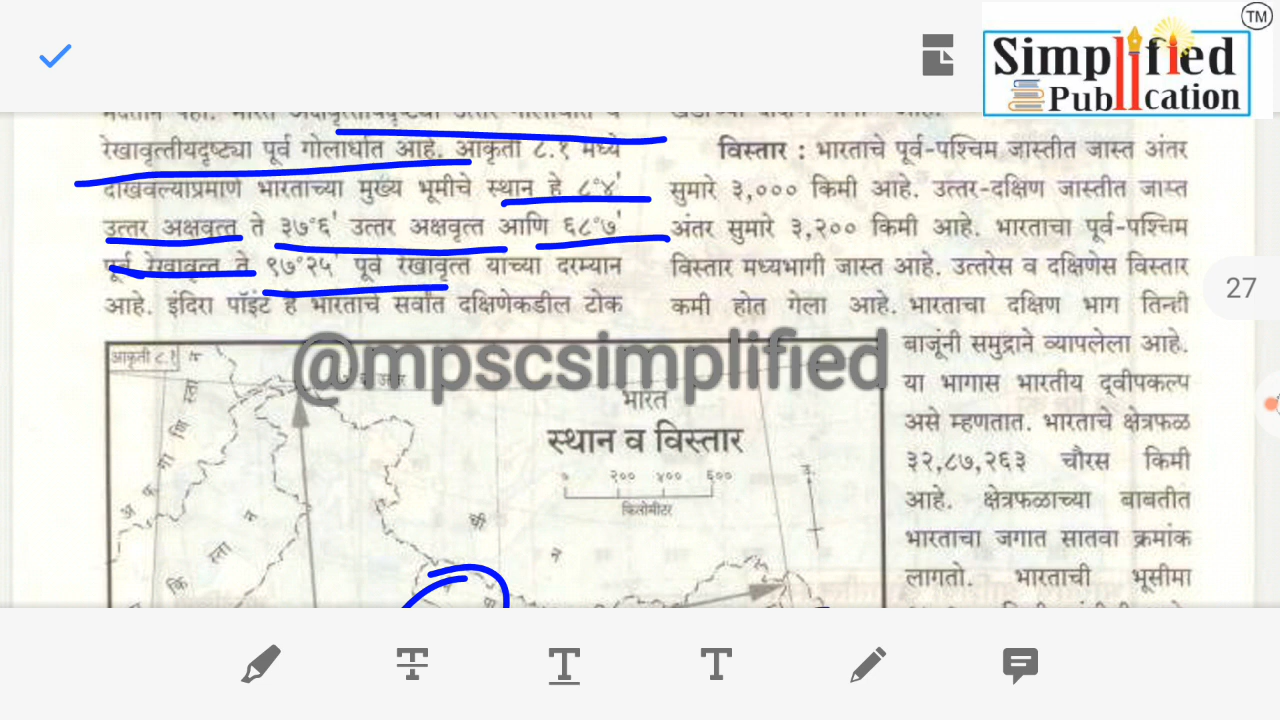 TM
Simplified
Publication
रेखावृत्तीयदृष्ट्या पूर्व गोलार्धात आहे. आकृती ८.१ मध्ये
दाखवल्याप्रमाणे भारताच्या मुख्य भूमीचे स्थान हे ८°४'
उत्तर अक्षवृत्त ते ३७°६' उत्तर अक्षवृत्त आणि ६८°७'
पूर्व रेखावृत्त ते ९७°२५' पूर्व रेखावृत्त याच्या दरम्यान
आहे. इंदिरा पॉइंट हे भारताचे सर्वांत दक्षिणेकडील टोक
विस्तार : भारताचे पूर्व-पश्चिम जास्तीत जास्त अंतर
सुमारे ३,००० किमी आहे. उत्तर-दक्षिण जास्तीत जास्त
अंतर सुमारे ३,२०० किमी आहे. भारताचा पूर्व-पश्चिम
विस्तार मध्यभागी जास्त आहे. उत्तरेस व दक्षिणेस विस्तार
कमी होत गेला आहे. भारताचा दक्षिण भाग तिन्ही
बाजूंनी समुद्राने व्यापलेला आहे.
या भागास भारतीय द्वीपकल्प
असे म्हणतात. भारताचे क्षेत्रफळ
३२,८७,२६३ चौरस किमी
आहे. क्षेत्रफळाच्या बाबतीत
भारताचा जगात सातवा क्रमांक
लागतो. भारताची भूसीमा
27
@mpscsimplified
आकृती ८.१
भारत
स्थान व विस्तार
० २०० ४०० ६००
किलोमीटर
उ.
ची
न
T
T
T